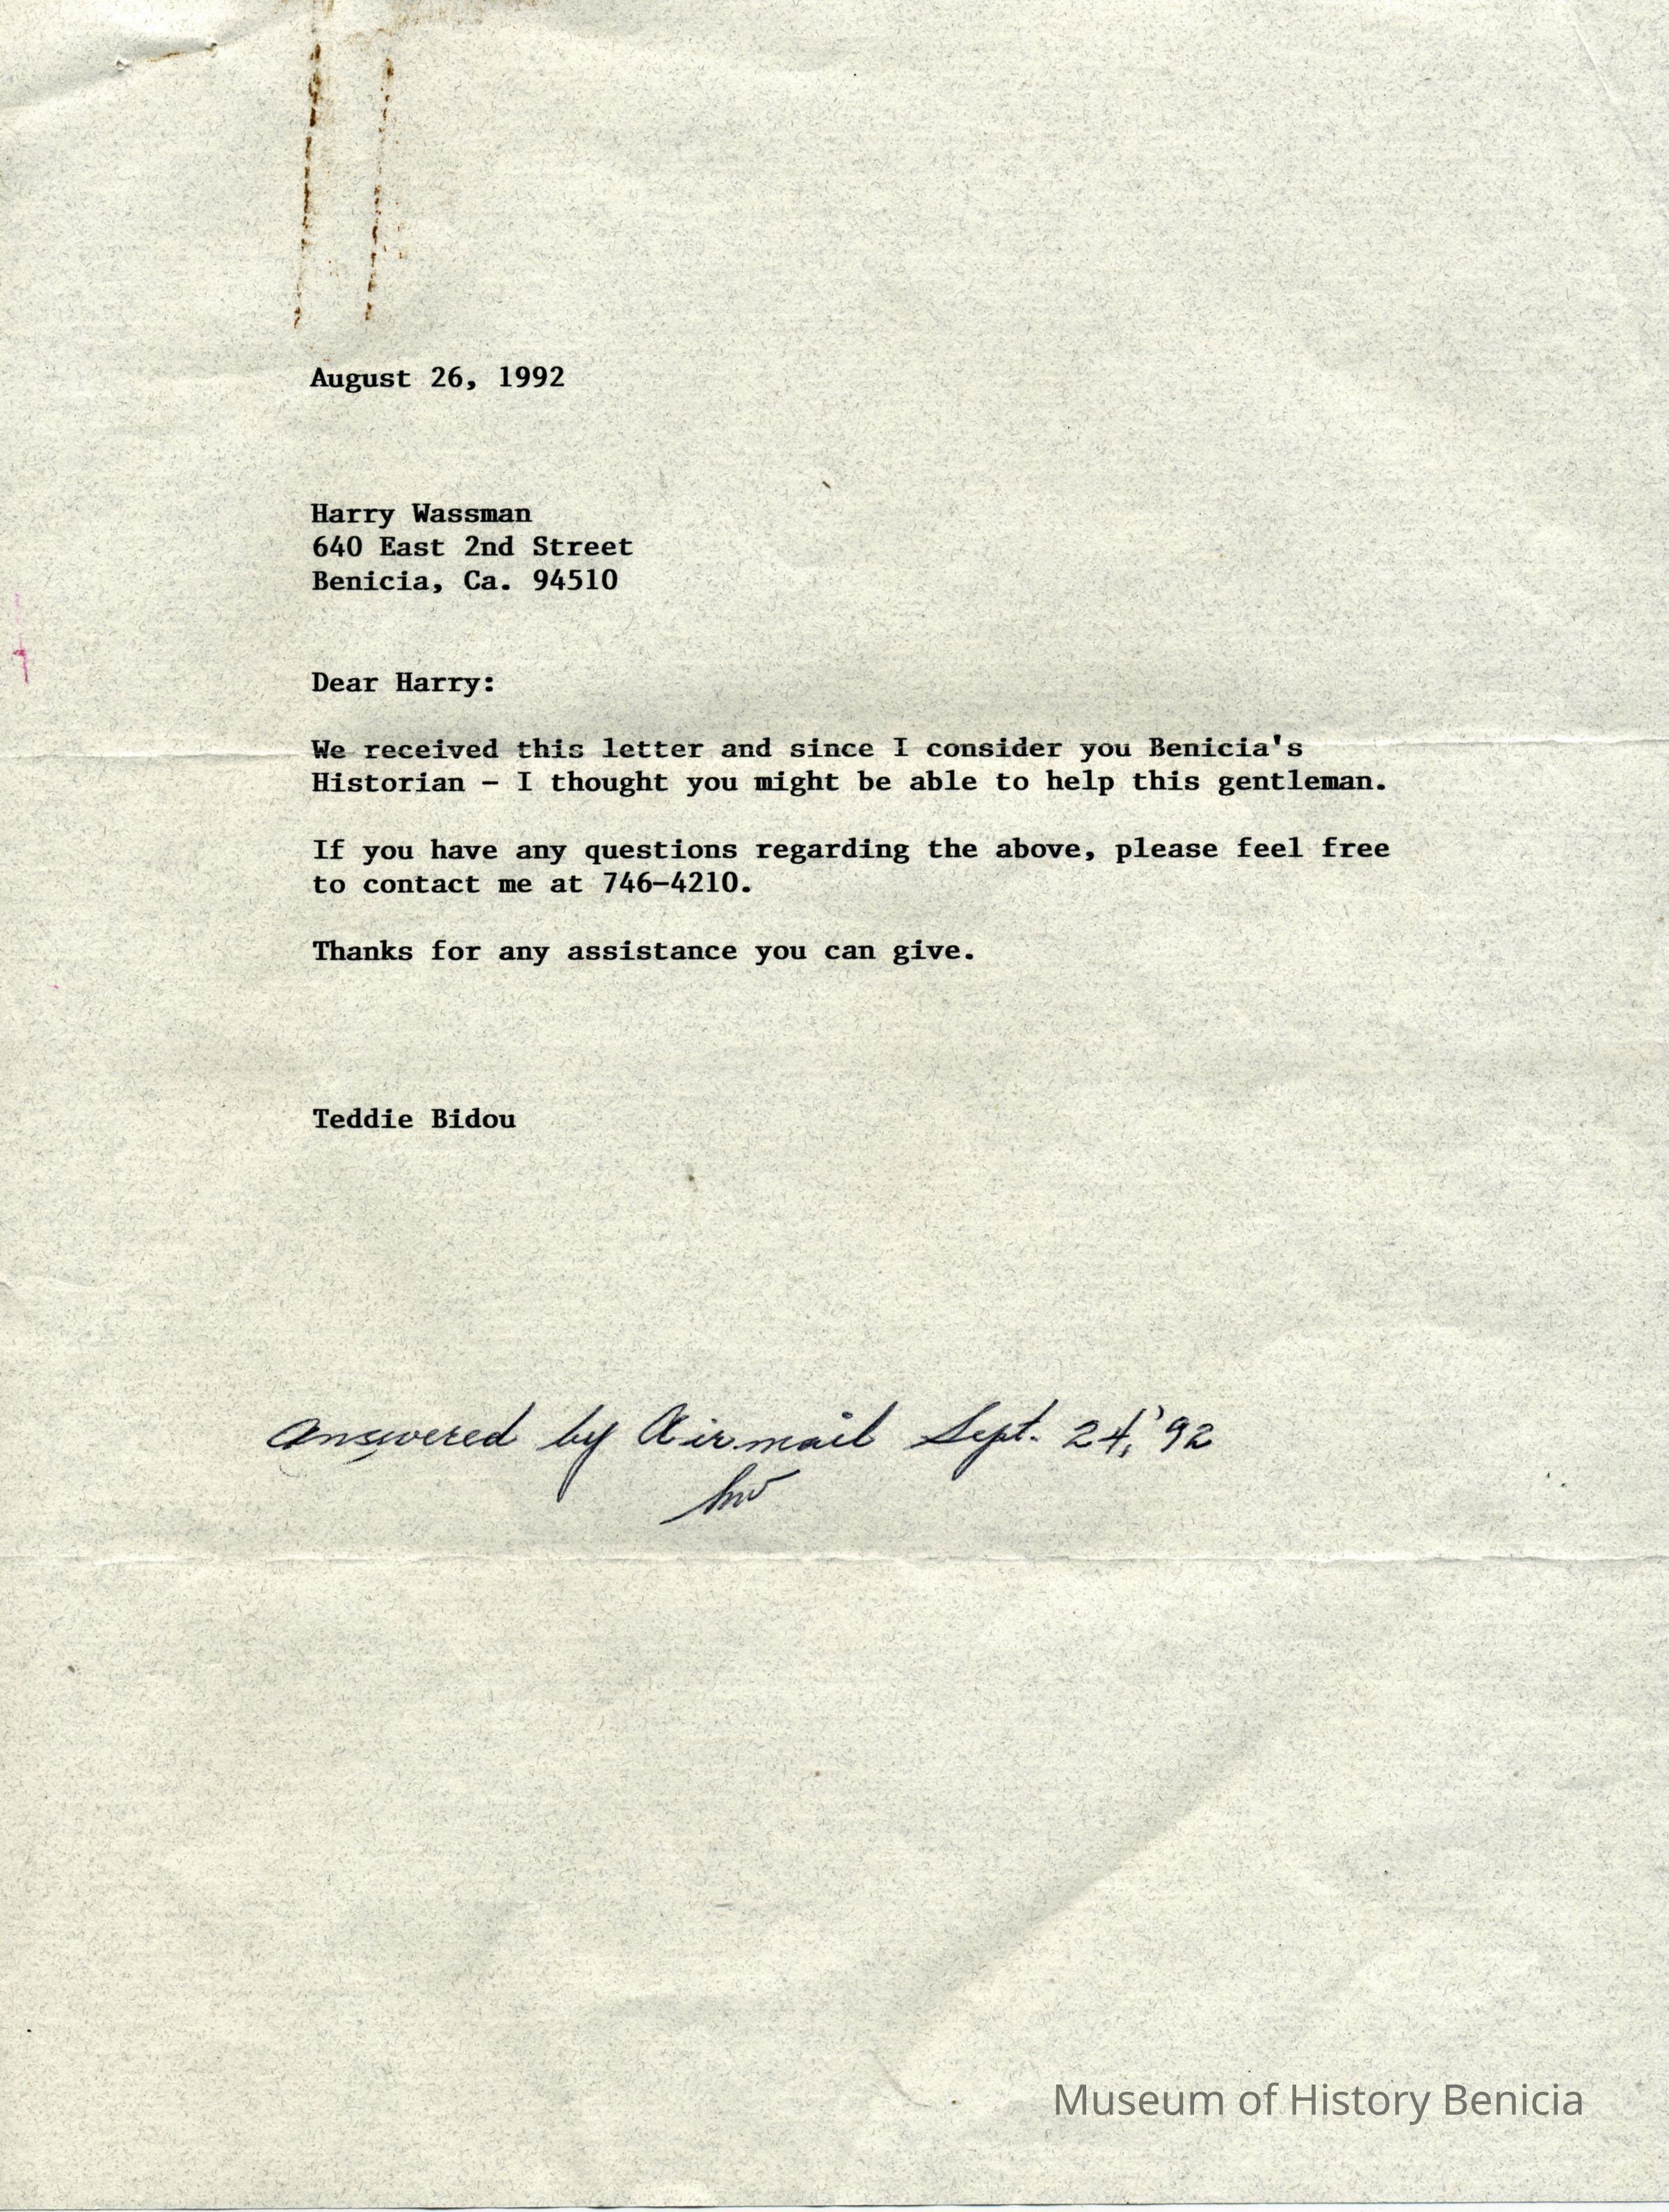 August 26, 1992
Harry Wassman
640 East 2nd Street
Benicia, Ca. 94510
Dear Harry:
We received this letter and since I consider you Benicia's
Historian - I thought you might be able to help this gentleman.
If you have any questions regarding the above, please feel free
to contact me at 746-4210.
Thanks for any assistance you can give.
Teddie Bidou
Answered by Airmail Sept. 24, '92
HW
Museum of History Benicia